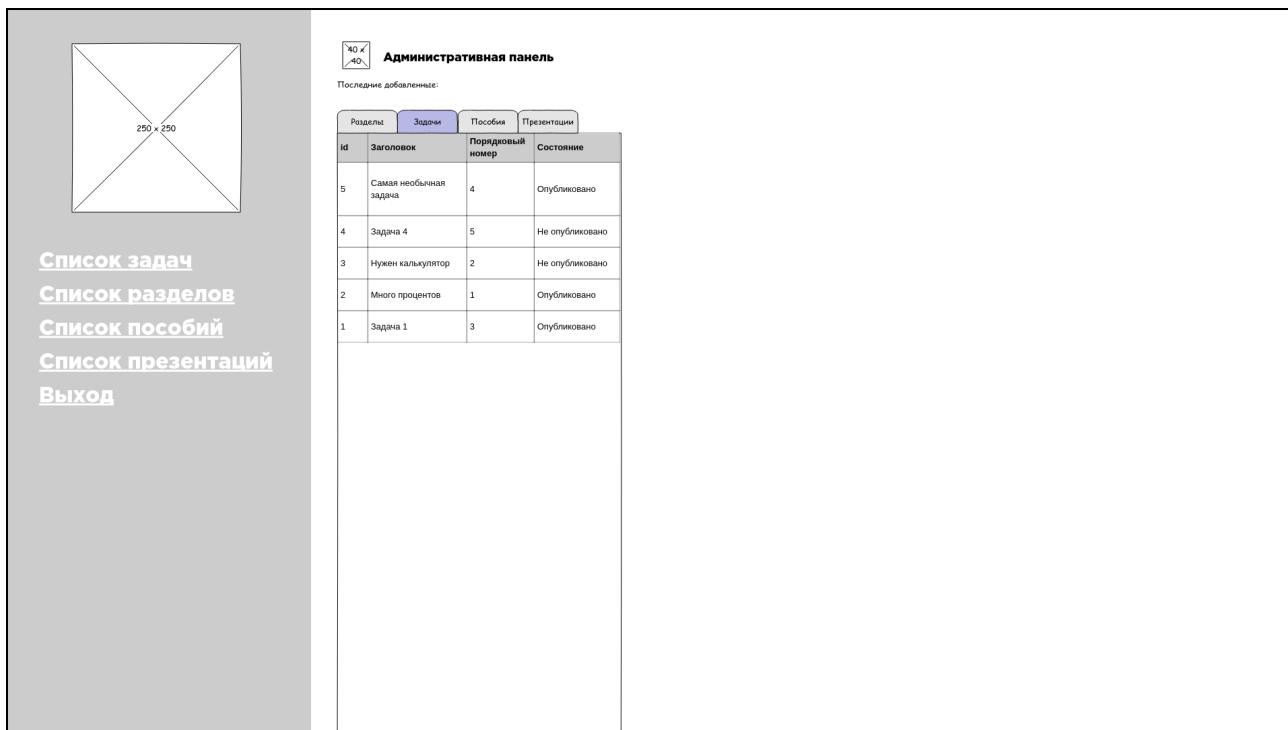 250 x 250
Список задач
Список разделов
Список пособий
Список презентаций
Выход
40 x
40
Административная панель
Последние добавленные:
Разделы Задачи Пособия Презентации
id Заголовок Порядковый номер Состояние
5 Самая необычная задача 4 Опубликовано
4 Задача 4 5 Не опубликовано
3 Нужен калькулятор 2 Не опубликовано
2 Много процентов 1 Опубликовано
1 Задача 1 3 Опубликовано